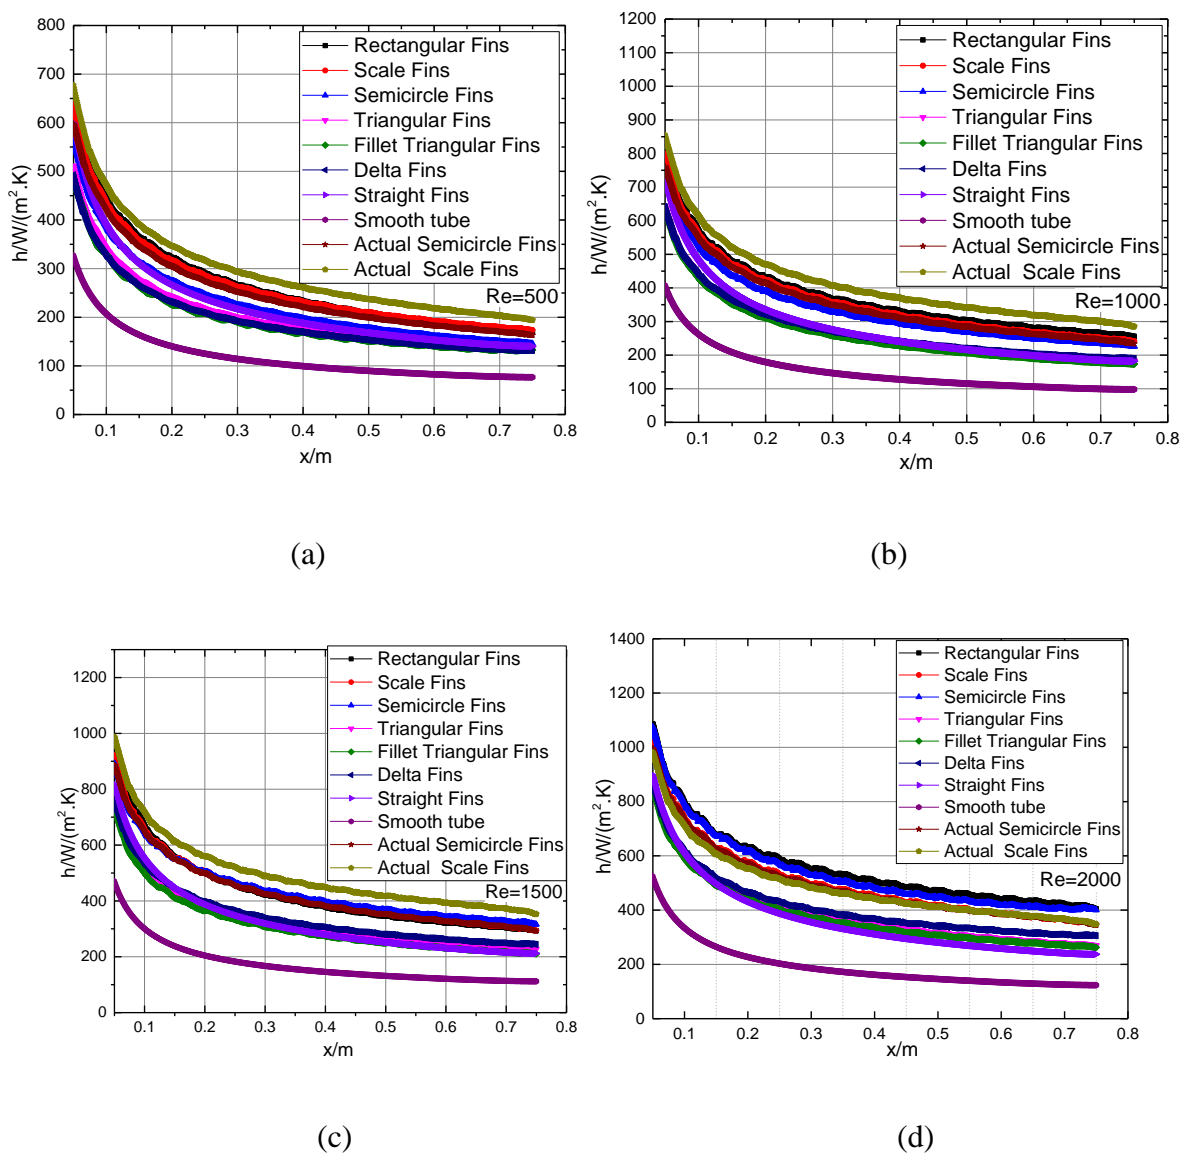 800
700
600
500
400
300
200
100
0
h/W/(m².K)
Rectangular Fins
Scale Fins
Semicircle Fins
Triangular Fins
Fillet Triangular Fins
Delta Fins
Straight Fins
Smooth tube
Actual Semicircle Fins
Actual Scale Fins
Re=500
0.1 0.2 0.3 0.4 0.5 0.6 0.7 0.8
x/m
(a)
1200
1100
1000
900
800
700
600
500
400
300
200
100
0
h/W/(m².K)
Rectangular Fins
Scale Fins
Semicircle Fins
Triangular Fins
Fillet Triangular Fins
Delta Fins
Straight Fins
Smooth tube
Actual Semicircle Fins
Actual Scale Fins
Re=1000
0.1 0.2 0.3 0.4 0.5 0.6 0.7 0.8
x/m
(b)
1200
1000
800
600
400
200
0
h/W/(m².K)
Rectangular Fins
Scale Fins
Semicircle Fins
Triangular Fins
Fillet Triangular Fins
Delta Fins
Straight Fins
Smooth tube
Actual Semicircle Fins
Actual Scale Fins
Re=1500
0.1 0.2 0.3 0.4 0.5 0.6 0.7 0.8
x/m
(c)
1400
1200
1000
800
600
400
200
0
h/W/(m².K)
Rectangular Fins
Scale Fins
Semicircle Fins
Triangular Fins
Fillet Triangular Fins
Delta Fins
Straight Fins
Smooth tube
Actual Semicircle Fins
Actual Scale Fins
Re=2000
0.1 0.2 0.3 0.4 0.5 0.6 0.7 0.8
x/m
(d)